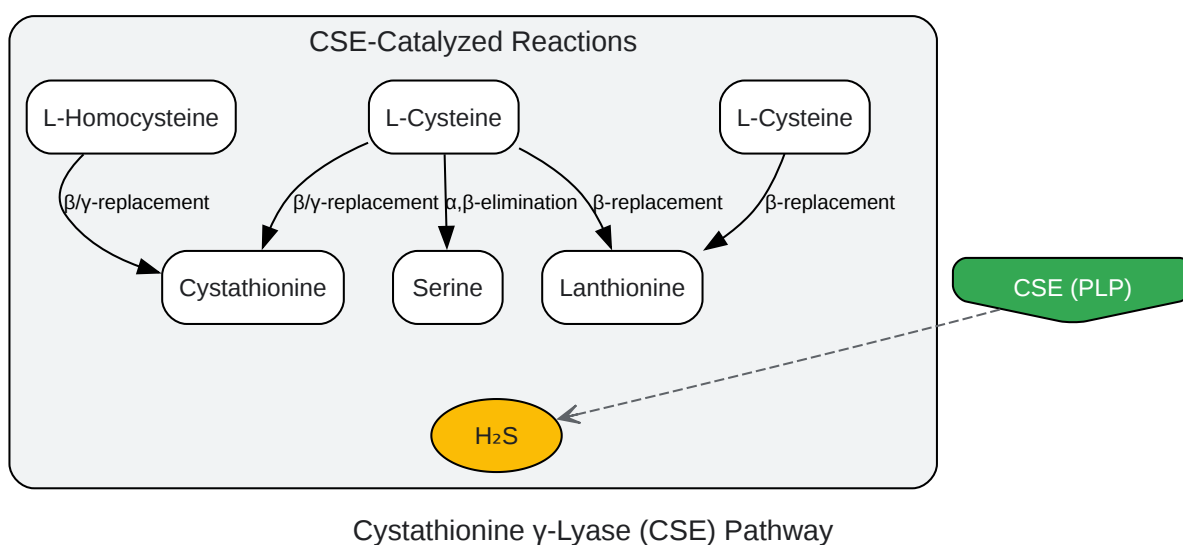 CSE-Catalyzed Reactions
L-Homocysteine
L-Cysteine
L-Cysteine
β/γ-replacement
β/γ-replacement
α,β-elimination
β-replacement
β-replacement
Cystathionine
Serine
Lanthionine
CSE (PLP)
H₂S
Cystathionine γ-Lyase (CSE) Pathway